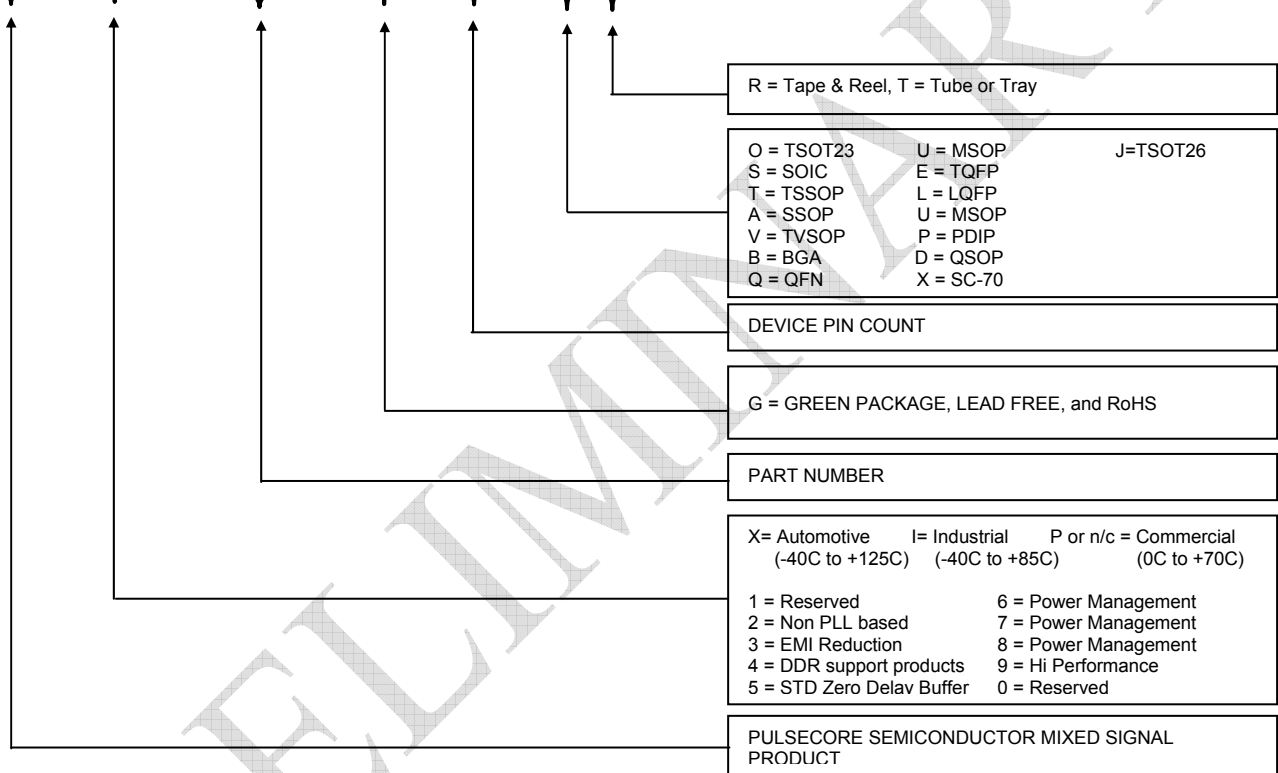 R = Tape & Reel, T = Tube or Tray
O = TSOT23 U = MSOP J=TSOT26
S = SOIC E = TQFP
T = TSSOP L = LQFP
A = SSOP U = MSOP
V = TVSOP P = PDIP
B = BGA D = QSOP
Q = QFN X = SC-70
DEVICE PIN COUNT
G = GREEN PACKAGE, LEAD FREE, and RoHS
PART NUMBER
X= Automotive I= Industrial P or n/c = Commercial
(-40C to +125C) (-40C to +85C) (0C to +70C)
1 = Reserved 6 = Power Management
2 = Non PLL based 7 = Power Management
3 = EMI Reduction 8 = Power Management
4 = DDR support products 9 = Hi Performance
5 = STD Zero Delay Buffer 0 = Reserved
PULSECORE SEMICONDUCTOR MIXED SIGNAL
PRODUCT
ELIMINAR